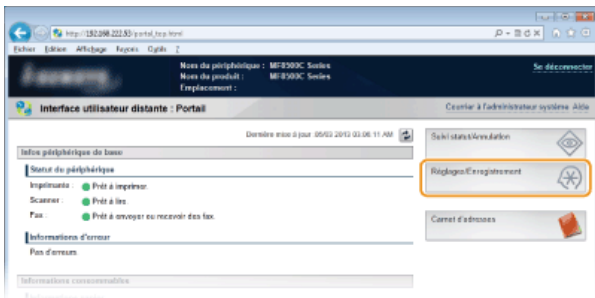 http://192.168.222.53/portal_top.html
Fichier Edition Affichage Favoris Outils ?
Nom du périphérique : MF8500C Series
Nom du produit : MF8500C Series
Emplacement :
Se déconnecter
Interface utilisateur distante : Portail
Courrier à l'administrateur système Aide
Dernière mise à jour 05/03 2013 03:06:11 AM
Infos périphérique de base
Statut du périphérique
Imprimante : Prêt à imprimer.
Scanner : Prêt à lire.
Fax : Prêt à envoyer ou recevoir des fax.
Informations d'erreur
Pas d'erreurs.
Informations consommables
Suivi statut/Annulation
Réglages/Enregistrement
Carnet d'adresses